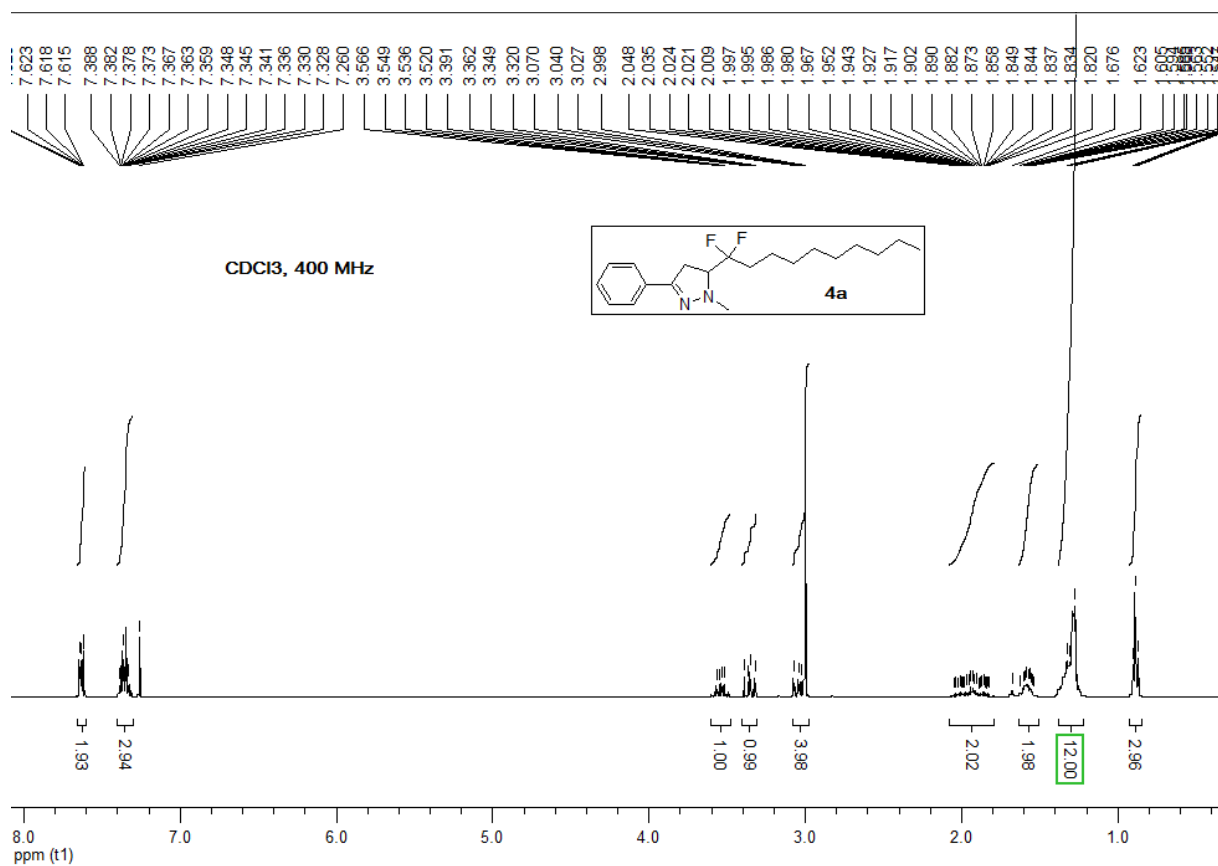 7.623 7.618 7.615 7.388 7.382 7.378 7.373 7.367 7.363 7.359 7.348 7.345 7.341 7.336 7.330 7.328 7.260 3.566 3.549 3.536 3.520 3.391 3.362 3.349 3.320 3.070 3.040 3.027 2.998 2.048 2.035 2.024 2.021 2.009 1.997 1.995 1.986 1.980 1.967 1.952 1.943 1.927 1.917 1.902 1.890 1.882 1.873 1.858 1.849 1.844 1.837 1.834 1.820 1.676 1.623 1.605
F F
CDCl3, 400 MHz
N
N
4a
1.93 2.94 1.00 0.99 3.98 2.02 1.98 12.00 2.96
8.0 7.0 6.0 5.0 4.0 3.0 2.0 1.0
ppm (t1)